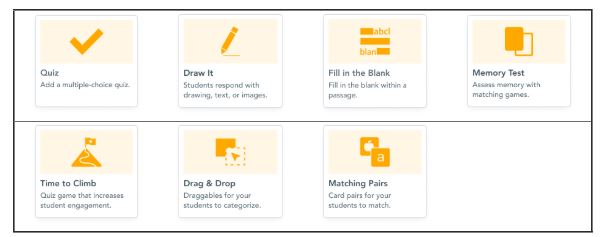 abcl
blan
Quiz
Add a multiple-choice quiz.
Draw It
Students respond with
drawing, text, or images.
Fill in the Blank
Fill in the blank within a
passage.
Memory Test
Assess memory with
matching games.
a
Time to Climb
Quiz game that increases
student engagement.
Drag & Drop
Draggables for your
students to categorize.
Matching Pairs
Card pairs for your
students to match.